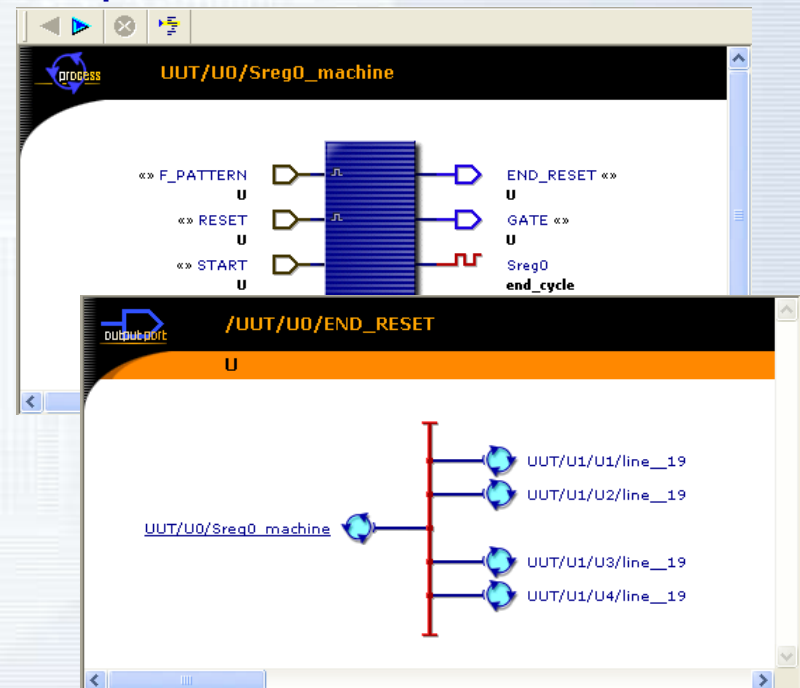 process
UUT/U0/Sreg0_machine
«» F_PATTERN
U
END_RESET «»
U
«» RESET
U
GATE «»
U
«» START
U
Sreg0
end_cycle
output port
/UUT/U0/END_RESET
U
UUT/U1/U1/line__19
UUT/U1/U2/line__19
UUT/U0/Sreg0_machine
UUT/U1/U3/line__19
UUT/U1/U4/line__19